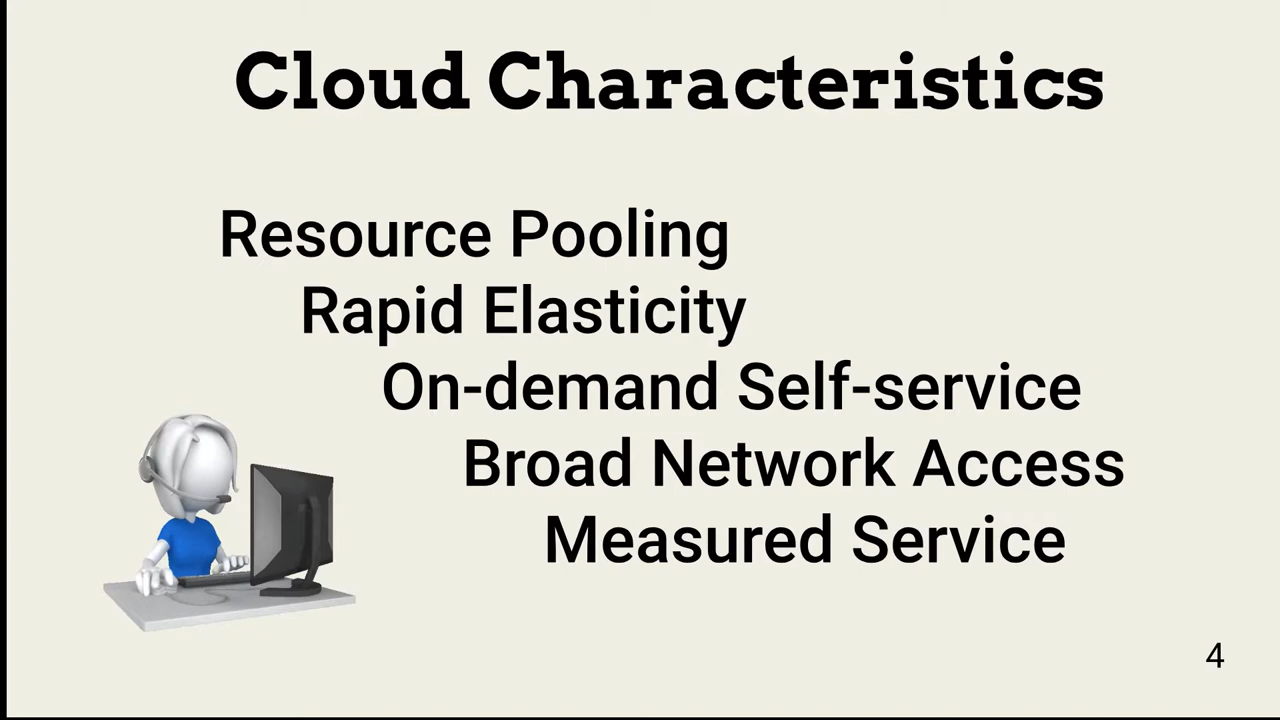 Cloud Characteristics
Resource Pooling
Rapid Elasticity
On-demand Self-service
Broad Network Access
Measured Service
4